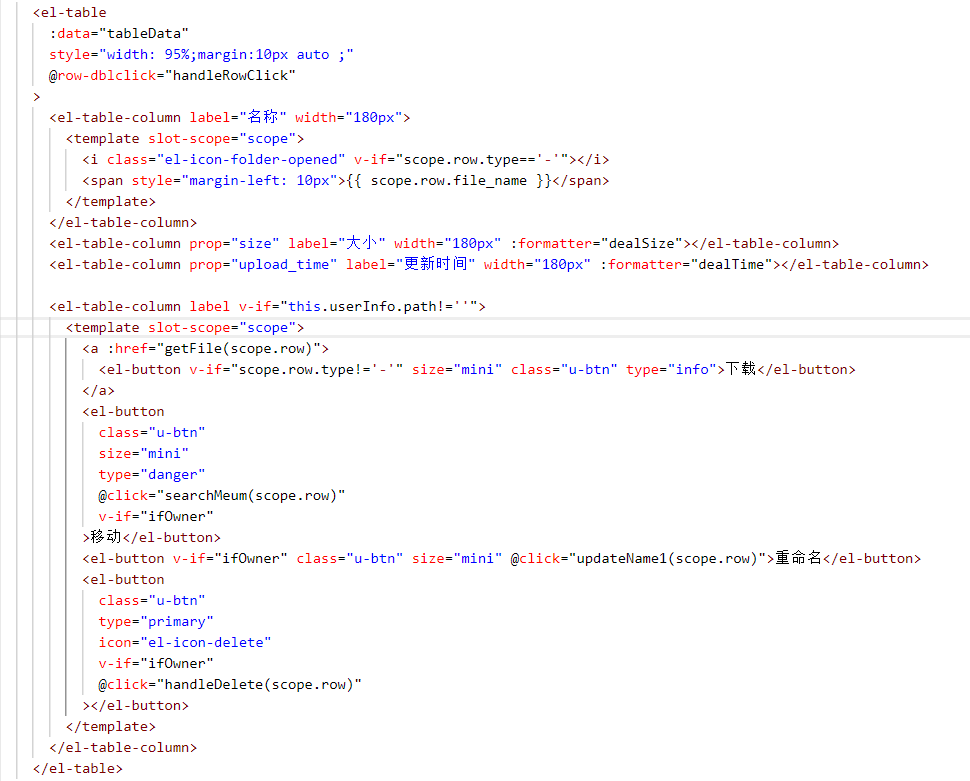 <el-table
:data="tableData"
style="width: 95%;margin:10px auto ;"
@row-dblclick="handleRowClick"
>
<el-table-column label="名称" width="180px">
<template slot-scope="scope">
<i class="el-icon-folder-opened" v-if="scope.row.type=='-'"></i>
<span style="margin-left: 10px">{{ scope.row.file_name }}</span>
</template>
</el-table-column>
<el-table-column prop="size" label="大小" width="180px" :formatter="dealSize"></el-table-column>
<el-table-column prop="upload_time" label="更新时间" width="180px" :formatter="dealTime"></el-table-column>
<el-table-column label v-if="this.userInfo.path!=''">
<template slot-scope="scope">
<a :href="getFile(scope.row)">
<el-button v-if="scope.row.type!='-'" size="mini" class="u-btn" type="info">下载</el-button>
</a>
<el-button
class="u-btn"
size="mini"
type="danger"
@click="searchMeum(scope.row)"
v-if="ifOwner"
>移动</el-button>
<el-button v-if="ifOwner" class="u-btn" size="mini" @click="updateName1(scope.row)">重命名</el-button>
<el-button
class="u-btn"
type="primary"
icon="el-icon-delete"
v-if="ifOwner"
@click="handleDelete(scope.row)"
></el-button>
</template>
</el-table-column>
</el-table>